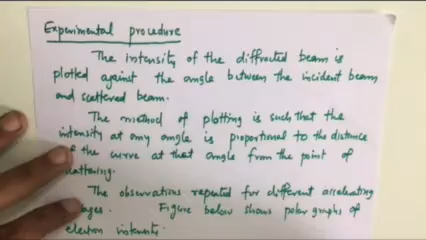 Experimental procedure
The intensity of the diffracted beam is
plotted against the angle between the incident beam
and scattered beam.
The method of plotting is such that the
intensity at any angle is proportional to the distance
of the curve at that angle from the point of
scattering.
The observations repeated for different accelerating
Figure below shows polar graphs of
electron intensity.